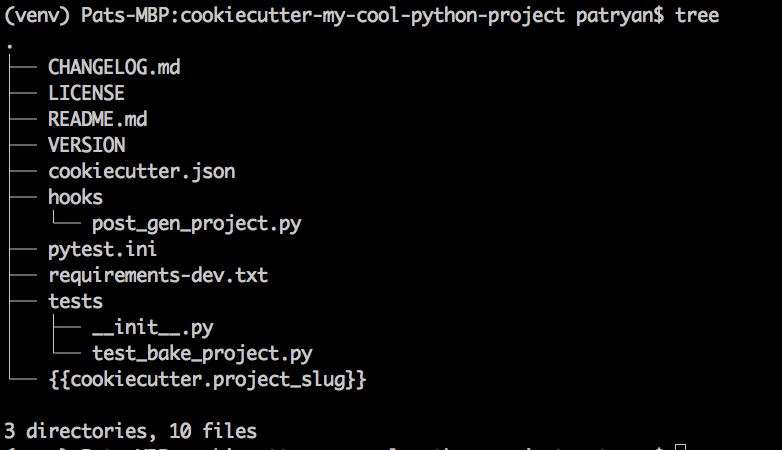 (venv) Pats-MBP:cookiecutter-my-cool-python-project patryan$ tree
.
├── CHANGELOG.md
├── LICENSE
├── README.md
├── VERSION
├── cookiecutter.json
├── hooks
│   └── post_gen_project.py
├── pytest.ini
├── requirements-dev.txt
├── tests
│   ├── __init__.py
│   └── test_bake_project.py
└── {{cookiecutter.project_slug}}
3 directories, 10 files